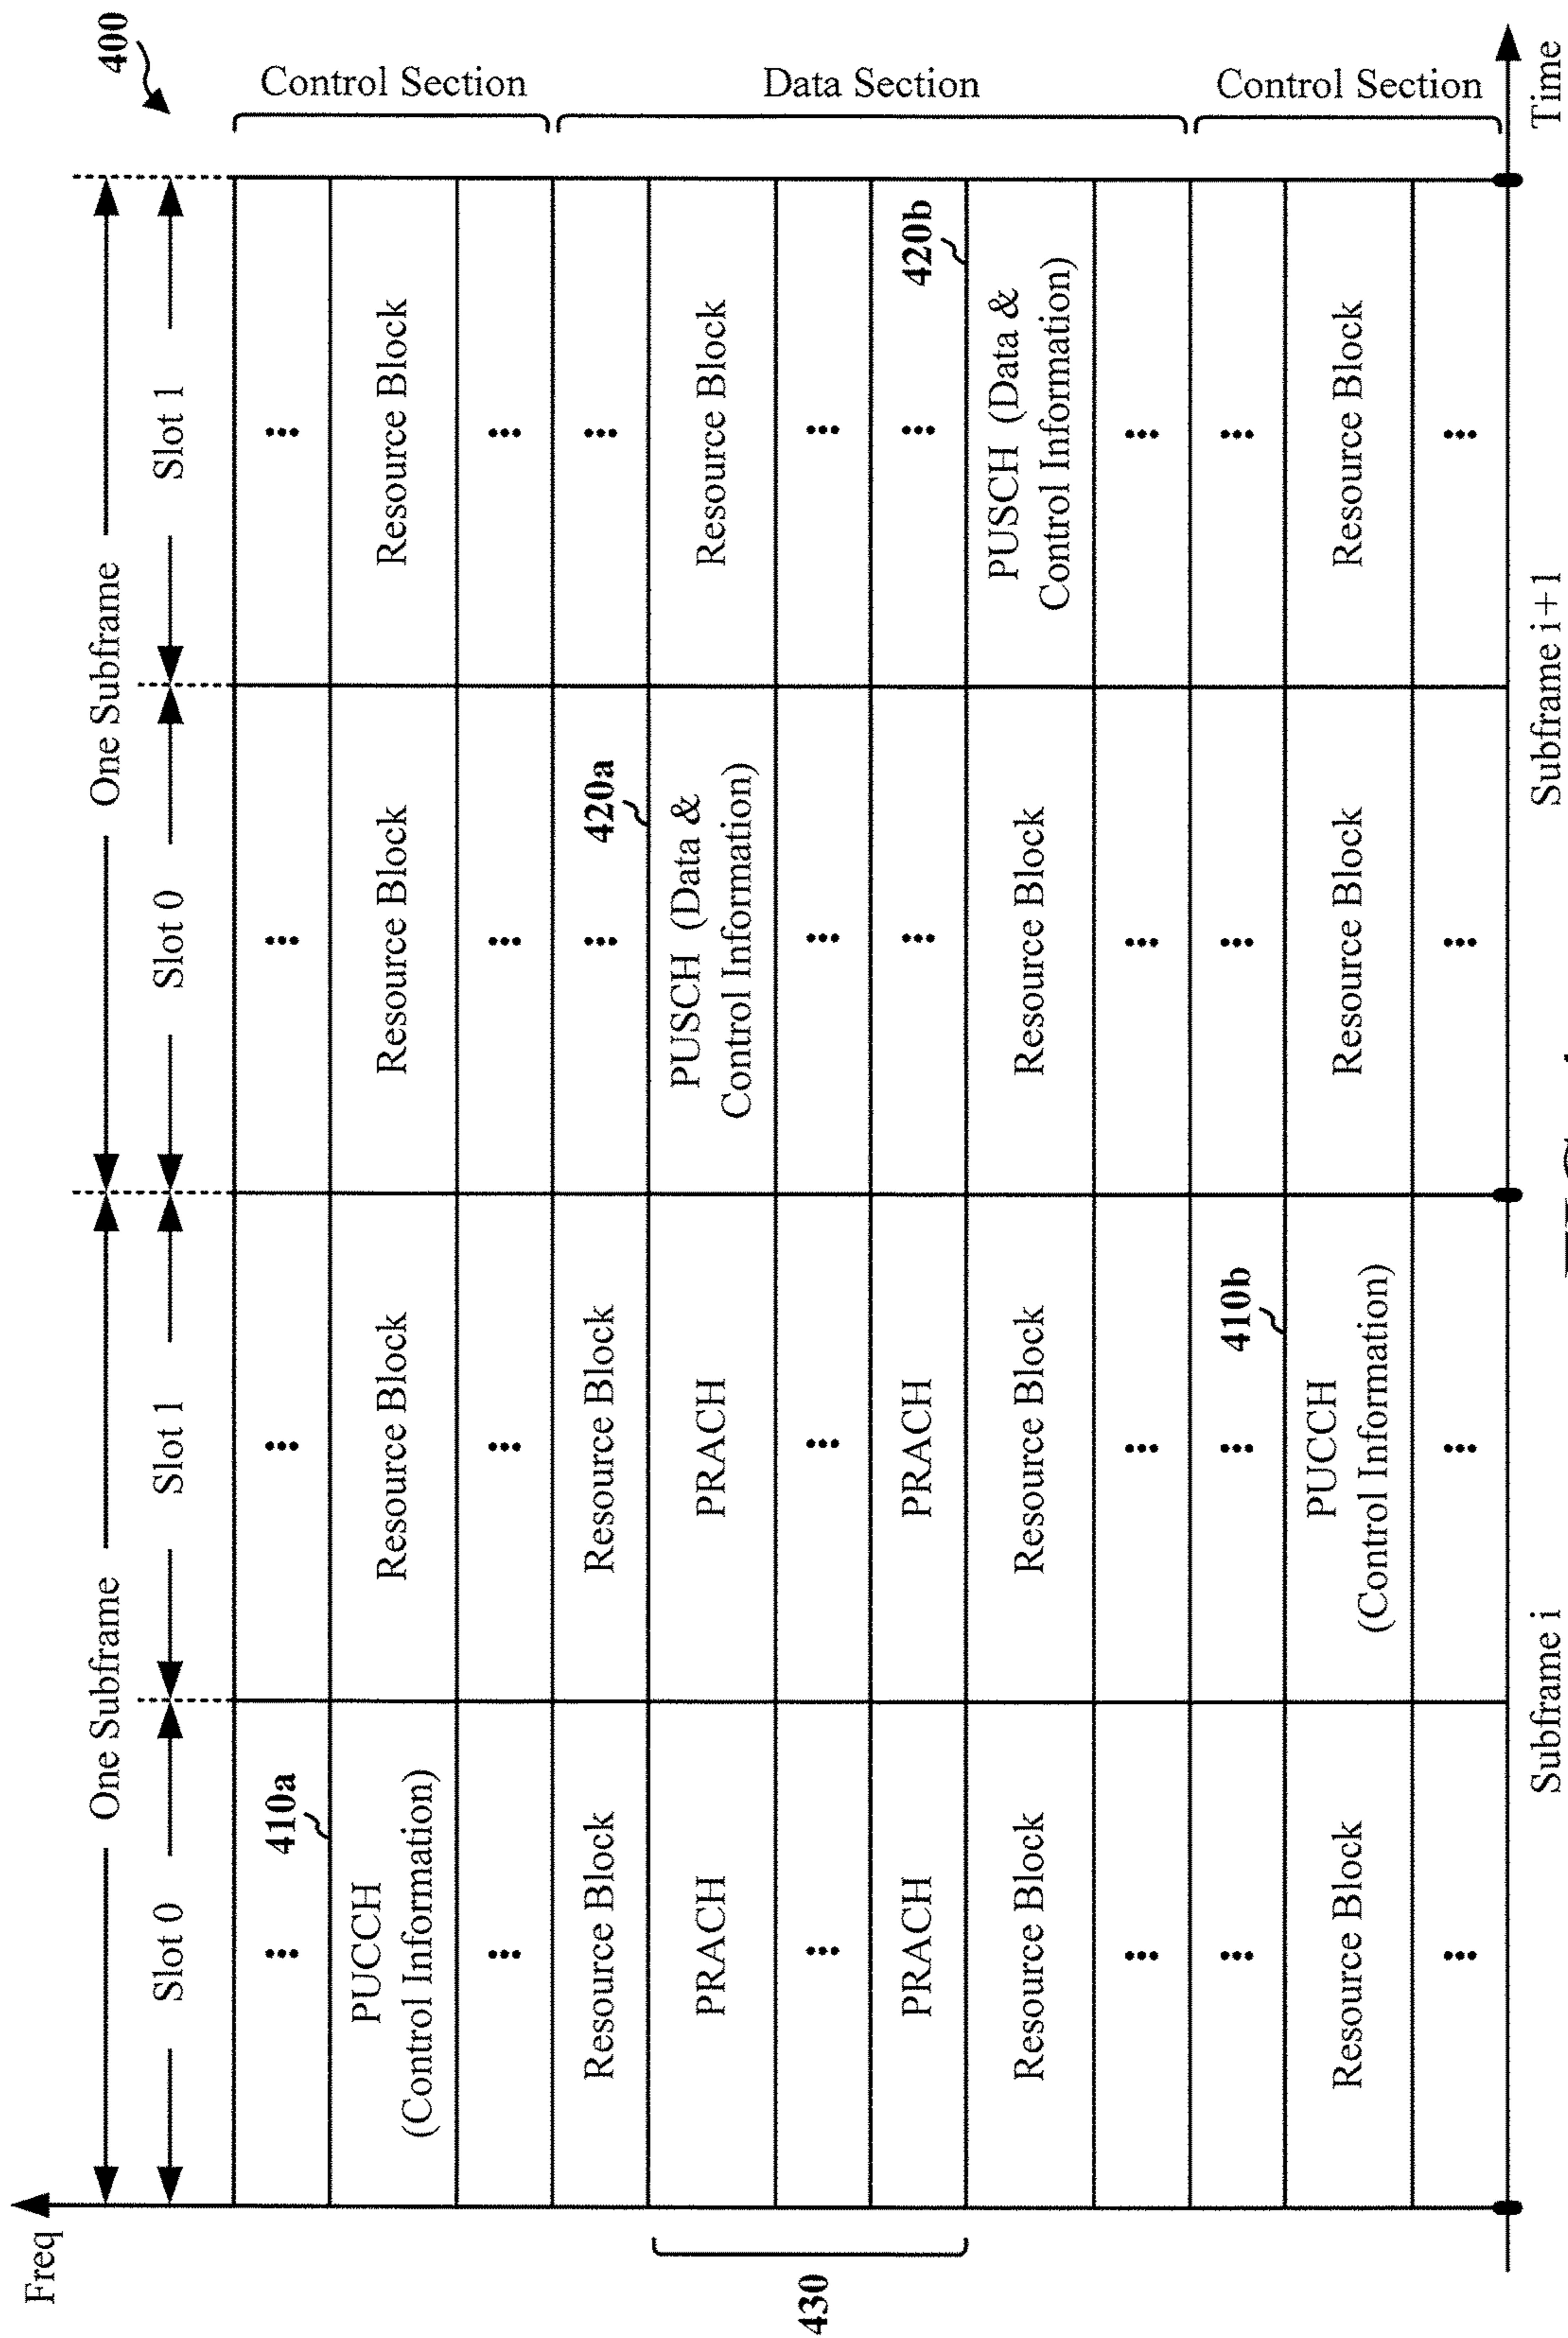 400
One Subframe
One Subframe
Slot 0
Slot 1
Slot 0
Slot 1
Freq
⋮
410a
⋮
⋮
⋮
Control Section
PUCCH
(Control Information)
Resource Block
Resource Block
Resource Block
⋮
⋮
⋮
⋮
Resource Block
Resource Block
⋮
420a
⋮
430
PRACH
PRACH
PUSCH (Data &
Control Information)
Resource Block
Data Section
⋮
⋮
⋮
⋮
PRACH
PRACH
⋮
⋮
420b
Resource Block
Resource Block
Resource Block
PUSCH (Data &
Control Information)
⋮
⋮
⋮
⋮
⋮
⋮
410b
⋮
⋮
Resource Block
PUCCH
(Control Information)
Resource Block
Resource Block
Control Section
⋮
⋮
⋮
⋮
Subframe i
Subframe i+1
Time